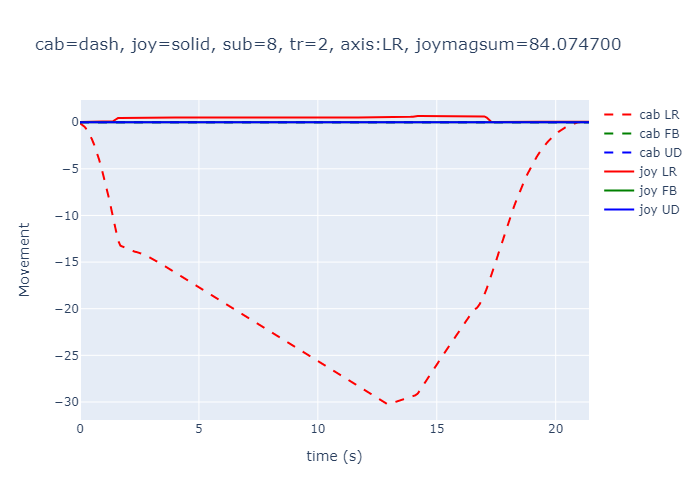 cab=dash, joy=solid, sub=8, tr=2, axis:LR, joymagsum=84.074700
Movement
0
−5
−10
−15
−20
−25
−30
0
5
10
15
20
time (s)
cab LR
cab FB
cab UD
joy LR
joy FB
joy UD